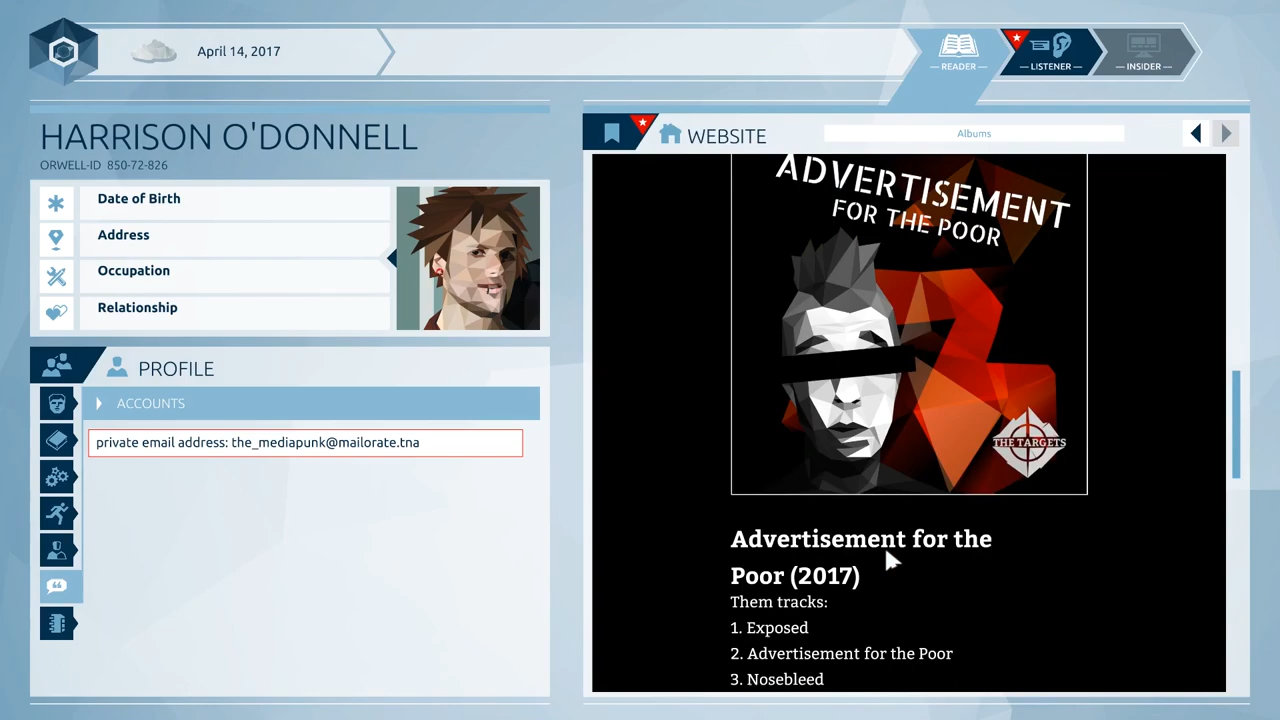 April 14, 2017
— READER —
— LISTENER —
— INSIDER —
HARRISON O'DONNELL
ORWELL-ID 850-72-826
Date of Birth
Address
Occupation
Relationship
PROFILE
ACCOUNTS
private email address: the_mediapunk@mailorate.tna
WEBSITE
Albums
ADVERTISEMENT
FOR THE POOR
THE TARGETS
Advertisement for the
Poor (2017)
Them tracks:
1. Exposed
2. Advertisement for the Poor
3. Nosebleed